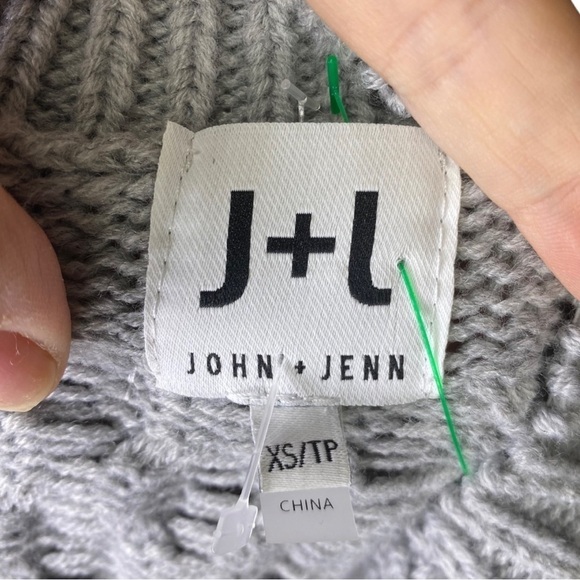 J+J
JOHN + JENN
XS/TP
CHINA